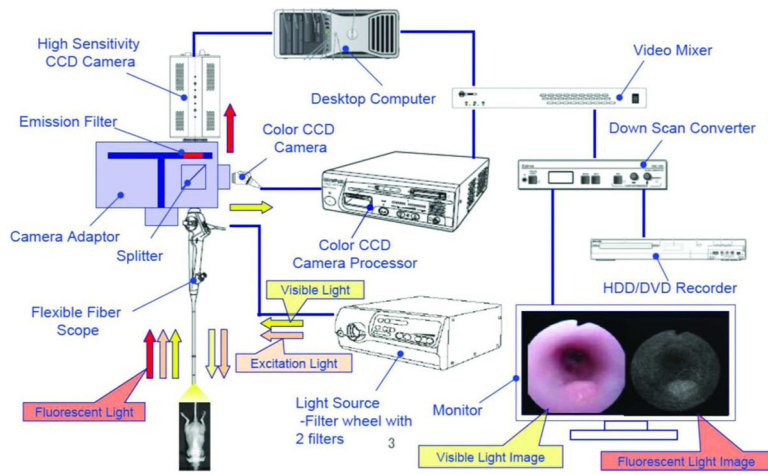 High Sensitivity
CCD Camera
Desktop Computer
Video Mixer
Emission Filter
Color CCD
Camera
Down Scan Converter
Camera Adaptor
Splitter
Color CCD
Camera Processor
HDD/DVD Recorder
Flexible Fiber
Scope
Visible Light
Excitation Light
Fluorescent Light
Light Source
-Filter wheel with
2 filters
3
Monitor
Visible Light Image
Fluorescent Light Image